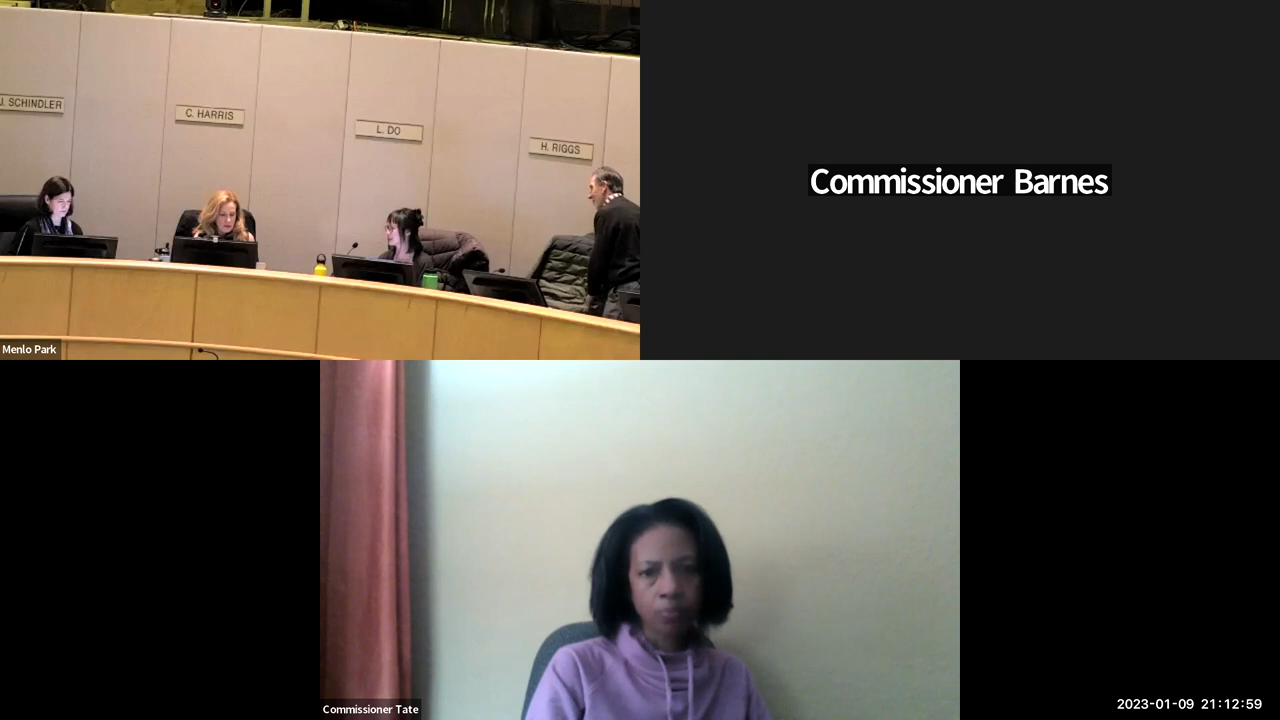 J. SCHINDLER
C. HARRIS
L. DO
H. RIGGS
Menlo Park
Commissioner Barnes
Commissioner Tate
2023-01-09 21:12:59